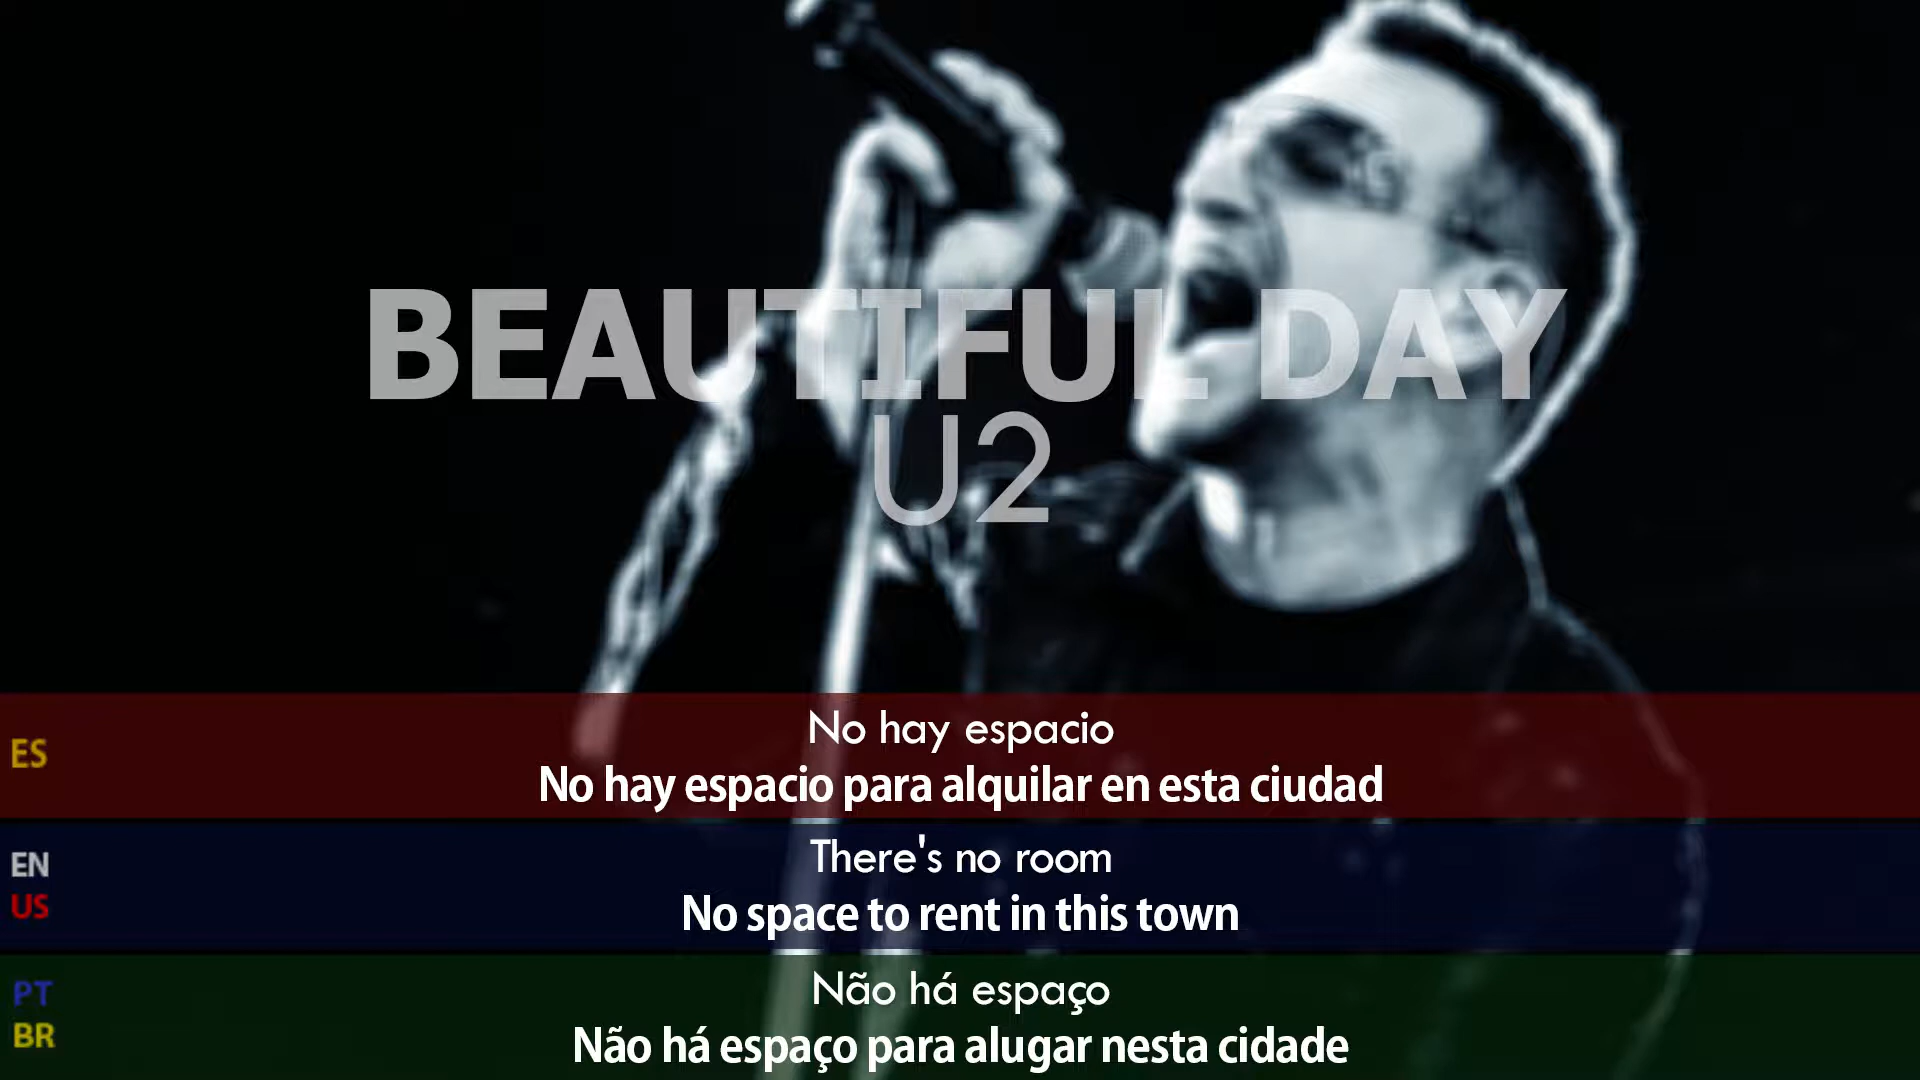 BEAUTIFUL DAY
U2
ES
No hay espacio
No hay espacio para alquilar en esta ciudad
EN
US
There's no room
No space to rent in this town
PT
BR
Não há espaço
Não há espaço para alugar nesta cidade